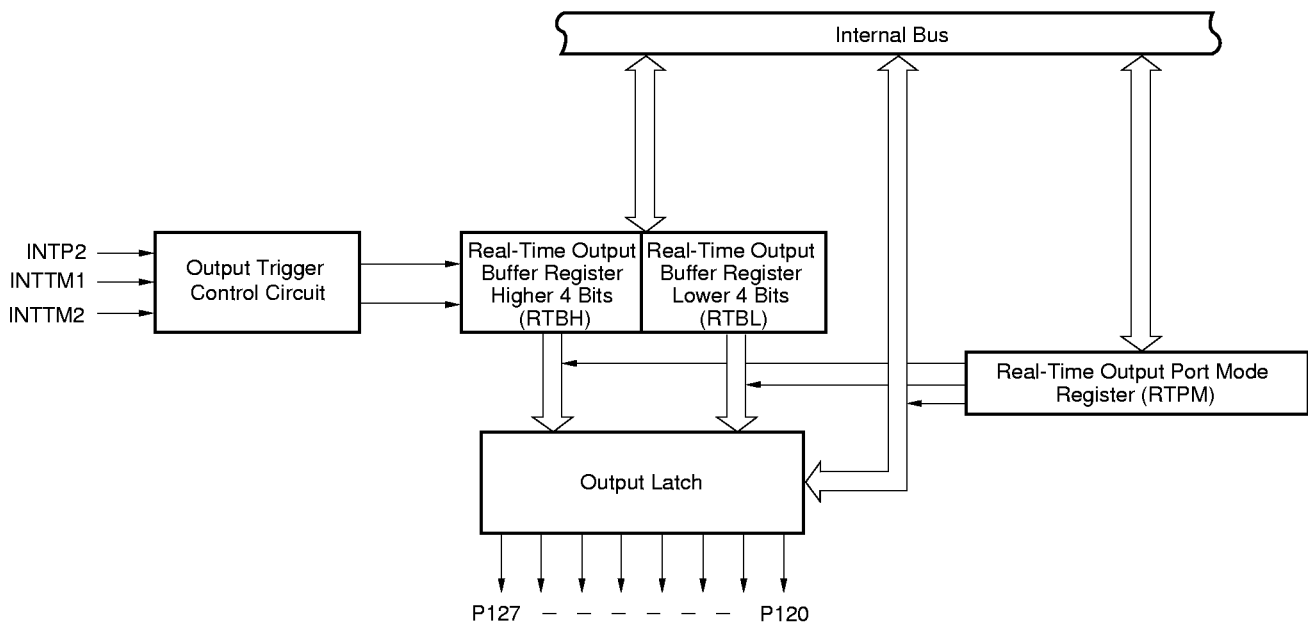 Internal Bus
INTP2
INTTM1
INTTM2
Output Trigger
Control Circuit
Real-Time Output
Buffer Register
Higher 4 Bits
(RTBH)
Real-Time Output
Buffer Register
Lower 4 Bits
(RTBL)
Real-Time Output Port Mode
Register (RTPM)
Output Latch
P127 – – – – – – P120